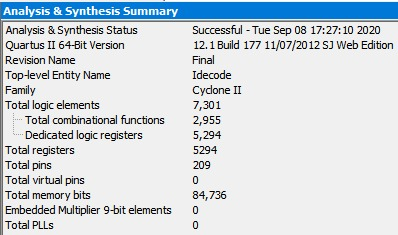 Analysis & Synthesis Summary
Analysis & Synthesis Status Successful - Tue Sep 08 17:27:10 2020
Quartus II 64-Bit Version 12.1 Build 177 11/07/2012 SJ Web Edition
Revision Name Final
Top-level Entity Name Idecode
Family Cyclone II
Total logic elements 7,301
Total combinational functions 2,955
Dedicated logic registers 5,294
Total registers 5294
Total pins 209
Total virtual pins 0
Total memory bits 84,736
Embedded Multiplier 9-bit elements 0
Total PLLs 0